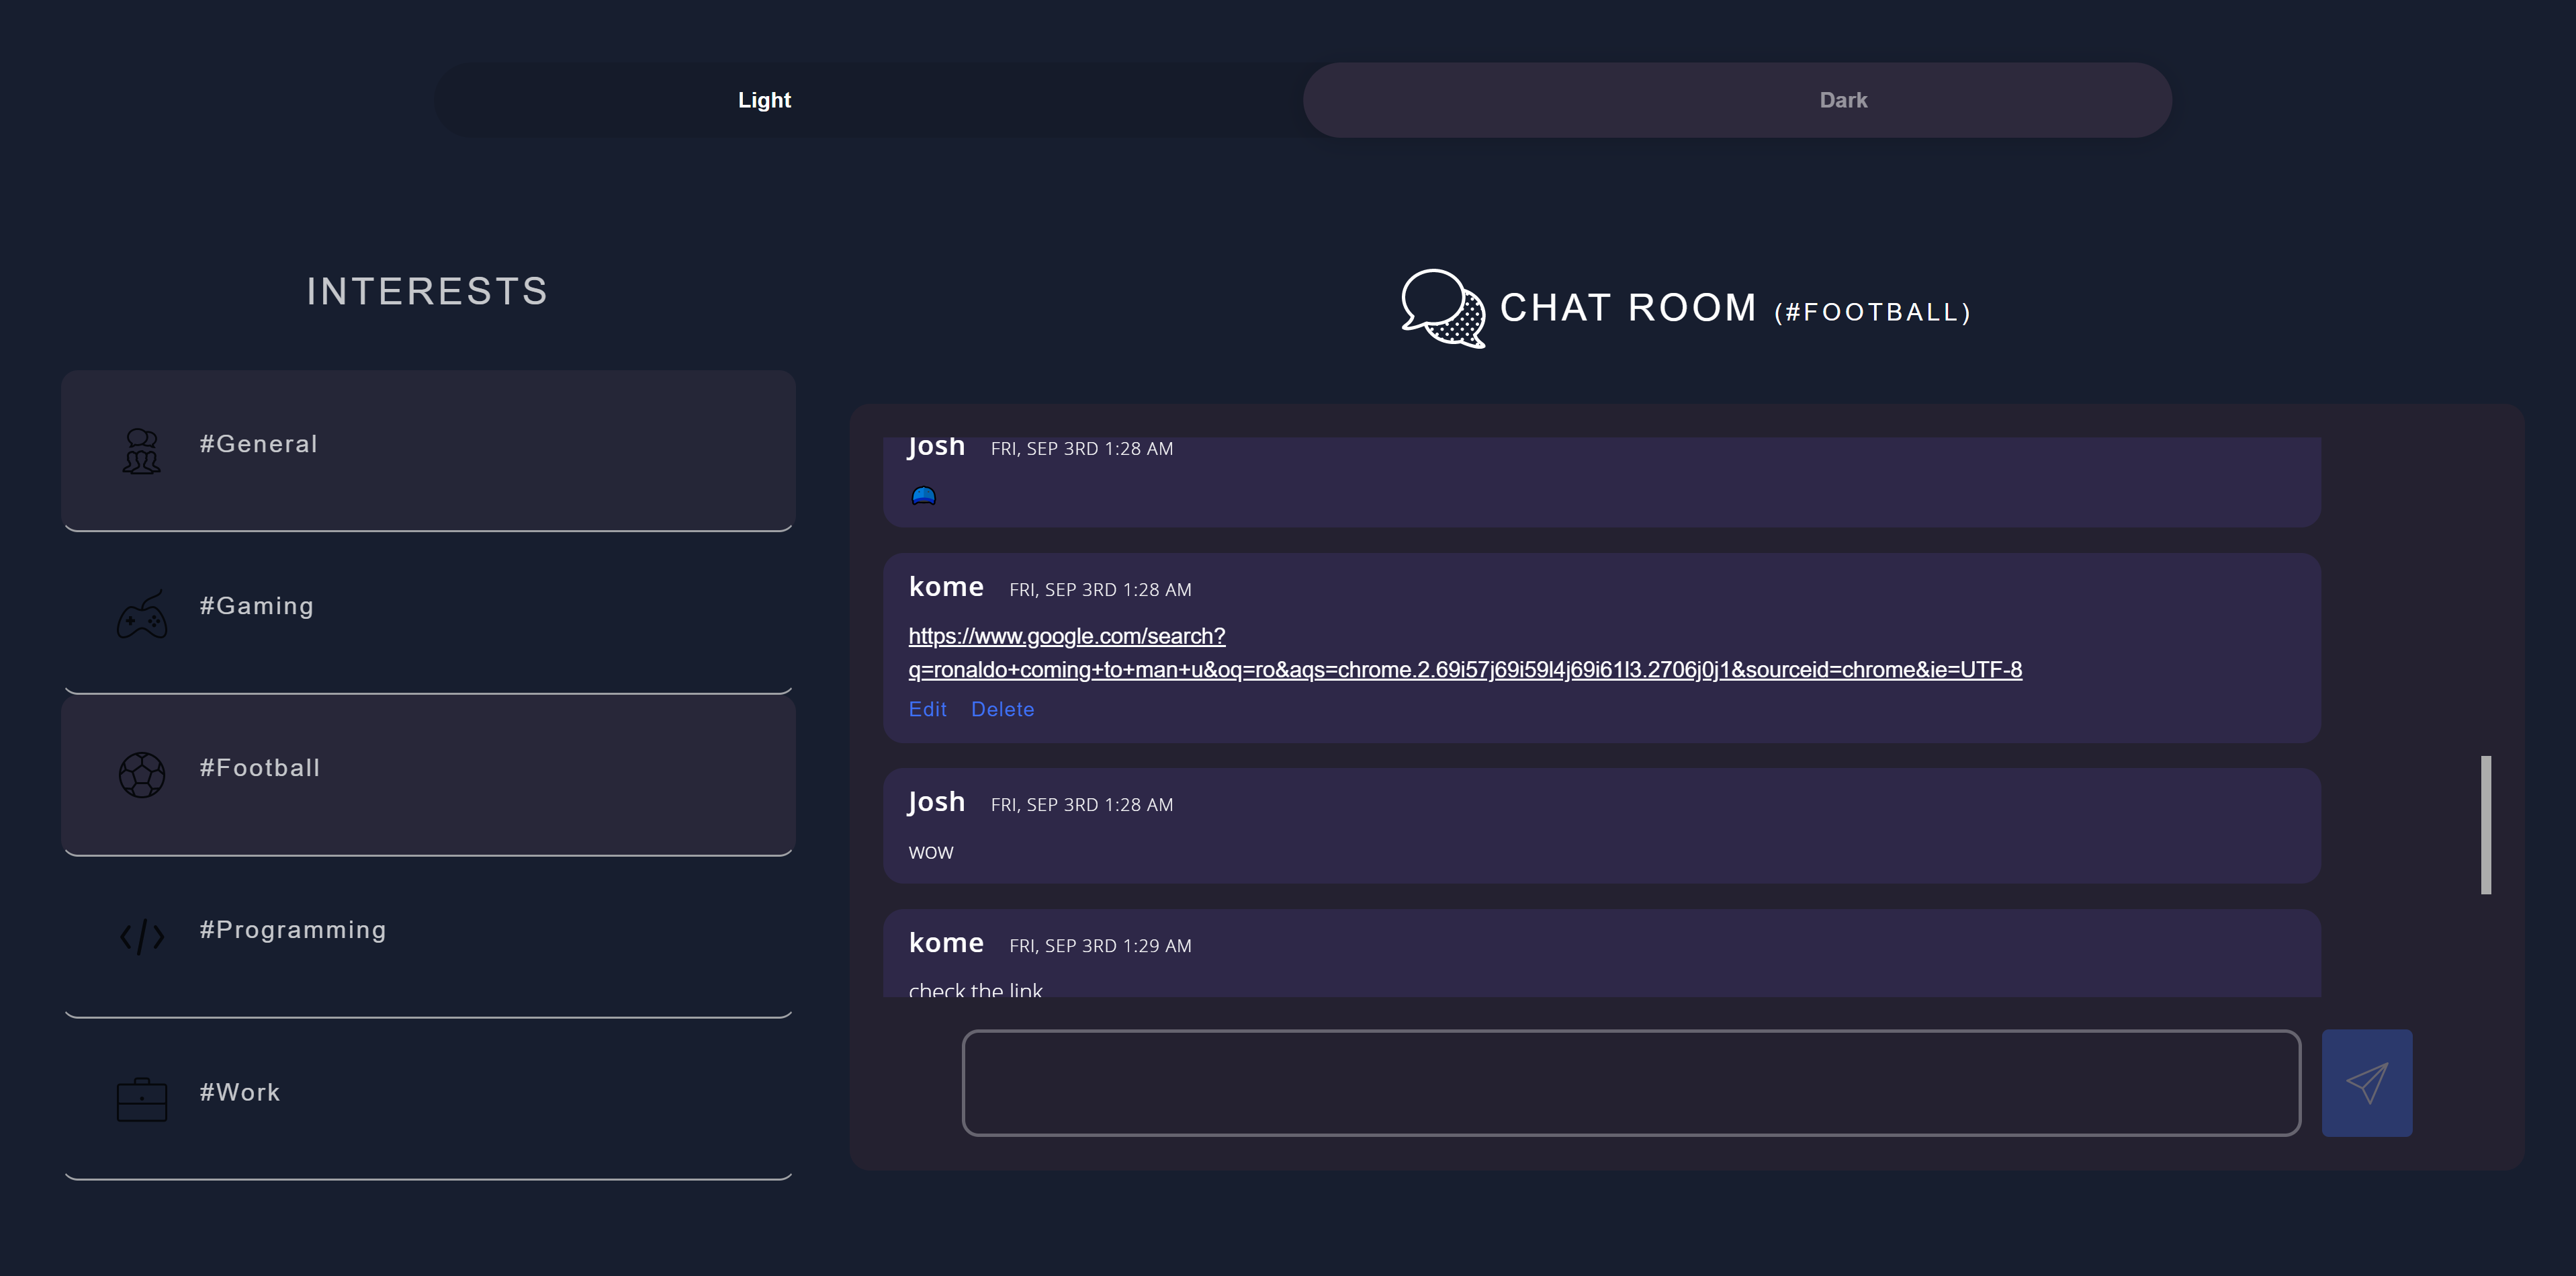 Light
Dark
INTERESTS
#General
#Gaming
#Football
#Programming
#Work
CHAT ROOM (#FOOTBALL)
Josh FRI, SEP 3RD 1:28 AM
🧢
kome FRI, SEP 3RD 1:28 AM
https://www.google.com/search?
q=ronaldo+coming+to+man+u&oq=ro&aqs=chrome.2.69i57j69i59l4j69i61l3.2706j0j1&sourceid=chrome&ie=UTF-8
Edit Delete
Josh FRI, SEP 3RD 1:28 AM
wow
kome FRI, SEP 3RD 1:29 AM
check the link